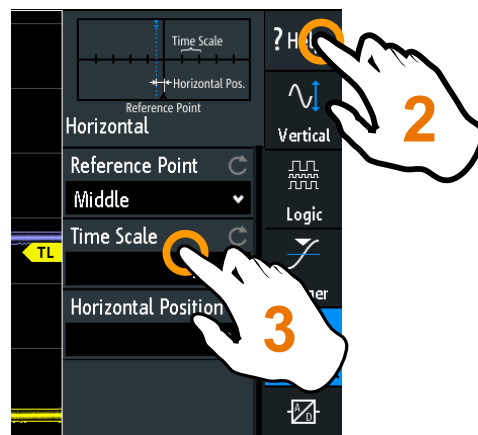 Time Scale
Horizontal Pos.
Reference Point
Horizontal
Reference Point
Middle
Time Scale
Horizontal Position
TL
? Help
Vertical
Logic
A
D
2
3